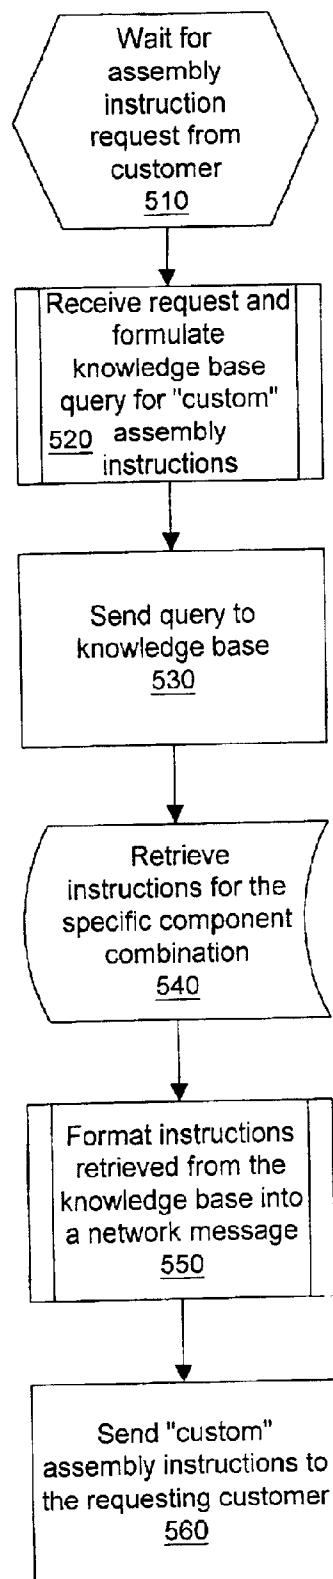 Wait for
assembly
instruction
request from
customer
510
Receive request and
formulate
knowledge base
query for "custom"
520 assembly
instructions
Send query to
knowledge base
530
Retrieve
instructions for the
specific component
combination
540
Format instructions
retrieved from the
knowledge base into
a network message
550
Send "custom"
assembly instructions to
the requesting customer
560